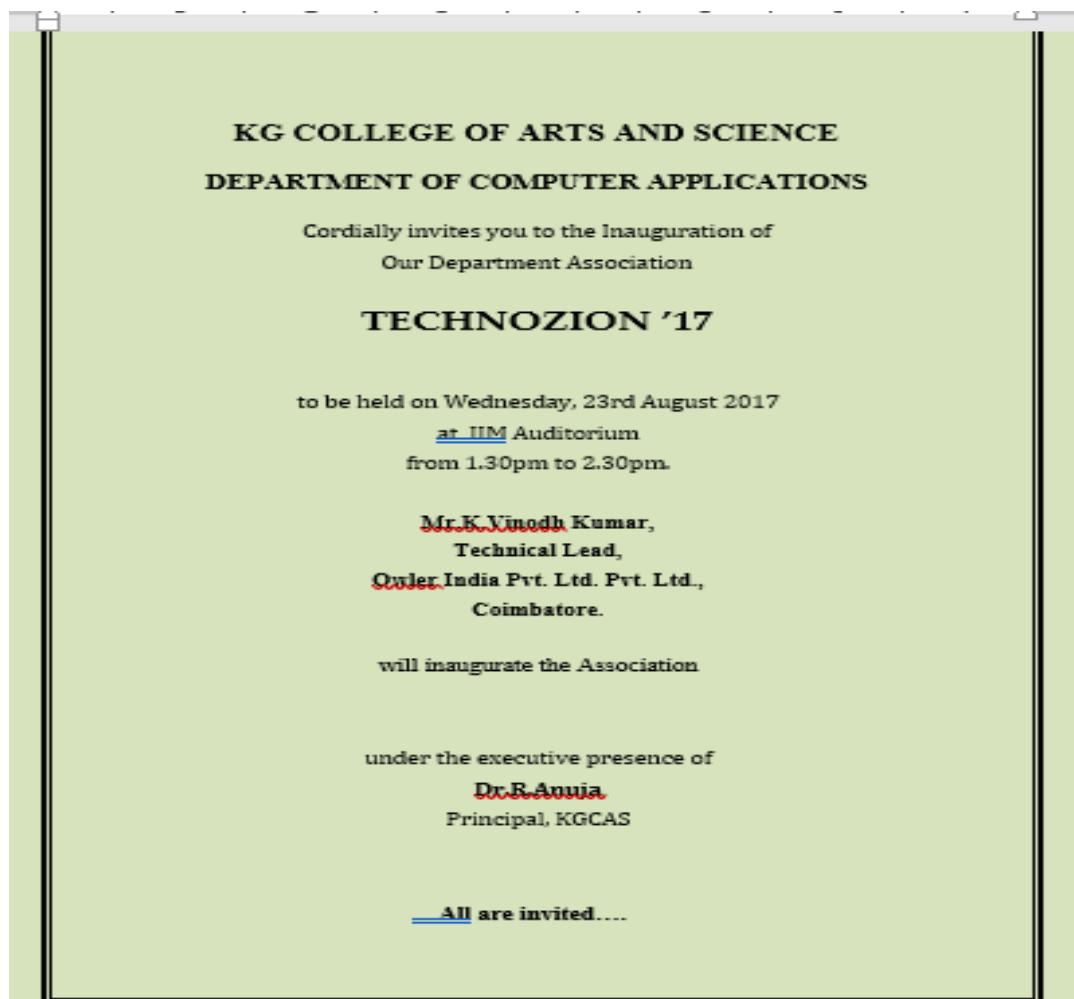 KG COLLEGE OF ARTS AND SCIENCE
DEPARTMENT OF COMPUTER APPLICATIONS
Cordially invites you to the Inauguration of
Our Department Association
TECHNOZION ’17
to be held on Wednesday, 23rd August 2017
at IIM Auditorium
from 1.30pm to 2.30pm.
Mr.K.Vinodh Kumar,
Technical Lead,
Owler India Pvt. Ltd. Pvt. Ltd.,
Coimbatore.
will inaugurate the Association
under the executive presence of
Dr.R.Anuja
Principal, KGCAS
All are invited....